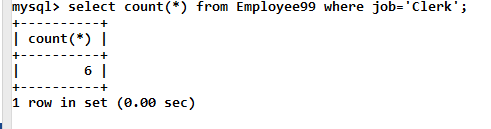 mysql> select count(*) from Employee99 where job='Clerk';
+----------+
| count(*) |
+----------+
|        6 |
+----------+
1 row in set (0.00 sec)